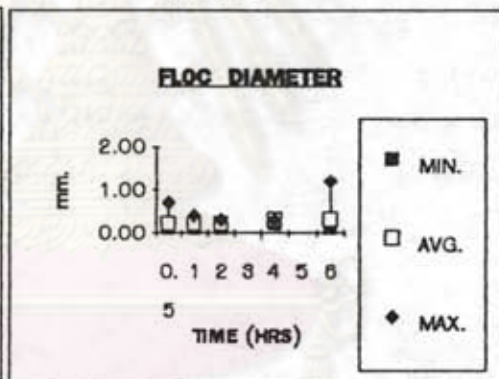 FLOC DIAMETER
2.00
1.00
0.00
mm.
0. 1 2 3 4 5 6
5
TIME (HRS)
MIN.
AVG.
MAX.